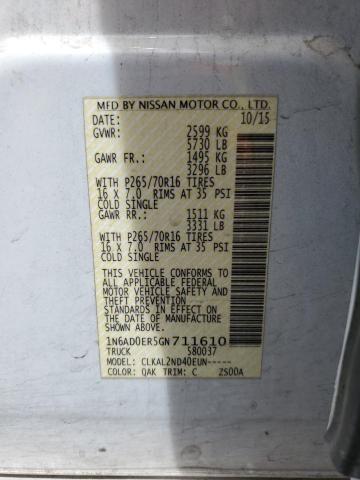 MFD BY NISSAN MOTOR CO., LTD.
DATE: 10/15
GVWR: 2599 KG
5730 LB
GAWR FR.: 1495 KG
3296 LB
WITH P265/70R16 TIRES
16 X 7.0 RIMS AT 35 PSI
COLD SINGLE
GAWR RR.: 1511 KG
3331 LB
WITH P265/70R16 TIRES
16 X 7.0 RIMS AT 35 PSI
COLD SINGLE
THIS VEHICLE CONFORMS TO
ALL APPLICABLE FEDERAL
MOTOR VEHICLE SAFETY AND
THEFT PREVENTION
STANDARDS IN EFFECT ON
THE DATE OF MANUFACTURE
SHOWN ABOVE
1N6AD0ER5GN711610
TRUCK 580037
MODEL: CLKAL2ND40EUN-----
COLOR: QAK TRIM: C ZS00A